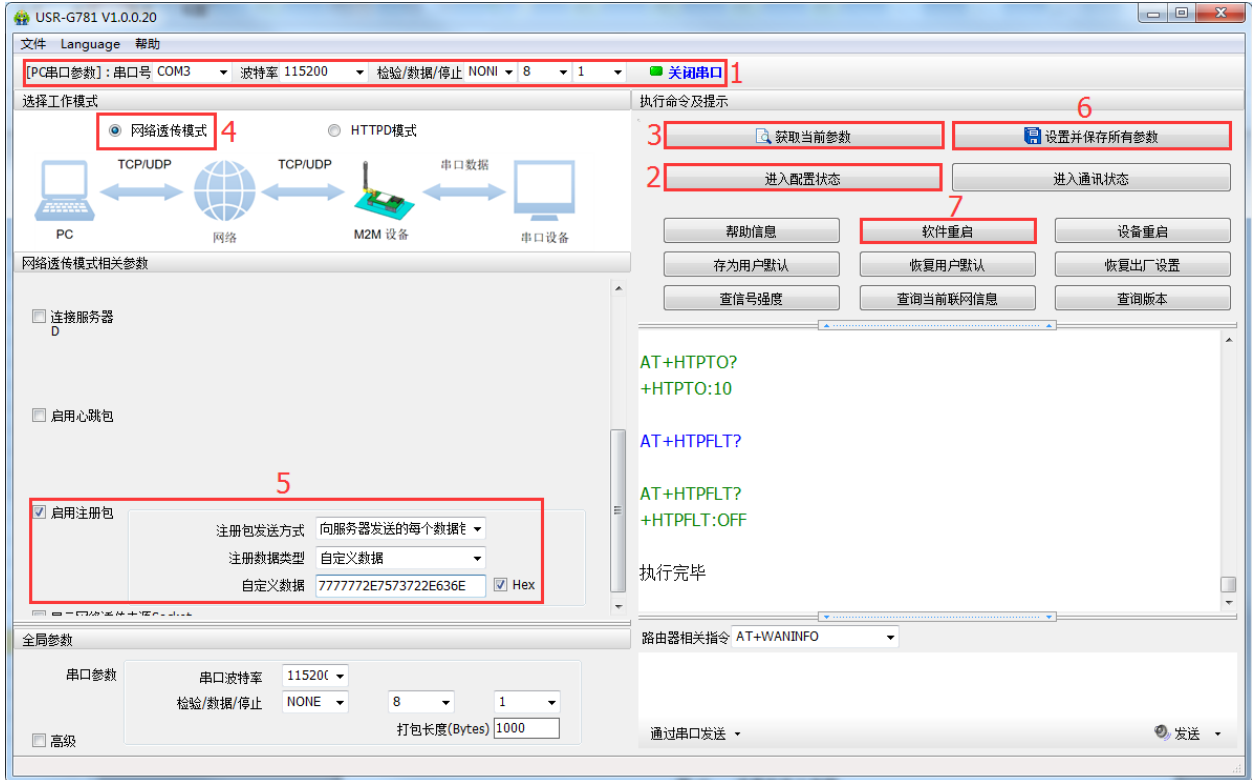 USR-G781 V1.0.0.20
文件 Language 帮助
[PC串口参数]：串口号 COM3 波特率 115200 检验/数据/停止 NONI 8 1 关闭串口 1
选择工作模式
4 网络透传模式 HTTPD模式
TCP/UDP TCP/UDP 串口数据
PC 网络 M2M 设备 串口设备
网络透传模式相关参数
连接服务器
D
启用心跳包
5
启用注册包
注册包发送方式 向服务器发送的每个数据
注册数据类型 自定义数据
自定义数据 7777772E7573722E636E Hex
全局参数
串口参数 串口波特率 11520(
检验/数据/停止 NONE 8 1
打包长度(Bytes) 1000
高级
执行命令及提示
6
3 获取当前参数 设置并保存所有参数
2 进入配置状态 进入通讯状态
7
帮助信息 软件重启 设备重启
存为用户默认 恢复用户默认 恢复出厂设置
查信号强度 查询当前联网信息 查询版本
AT+HTPTO?
+HTPTO:10
AT+HTPFLT?
AT+HTPFLT?
+HTPFLT:OFF
执行完毕
路由器相关指令 AT+WANINFO
通过串口发送 发送